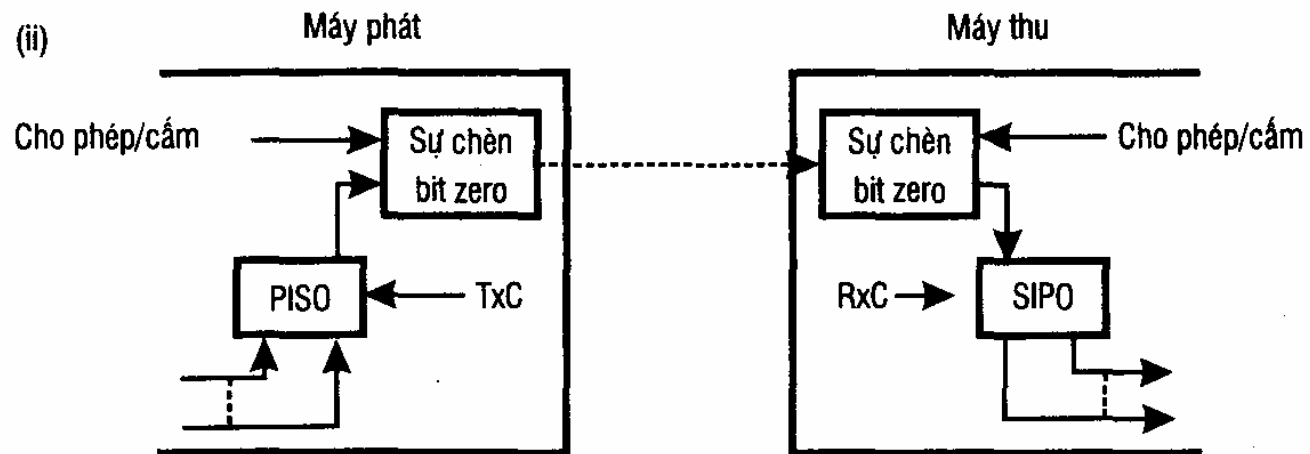 (ii)
Máy phát
Máy thu
Cho phép/cấm
Sự chèn
bit zero
Sự chèn
bit zero
Cho phép/cấm
PISO
TxC
RxC
SIPO